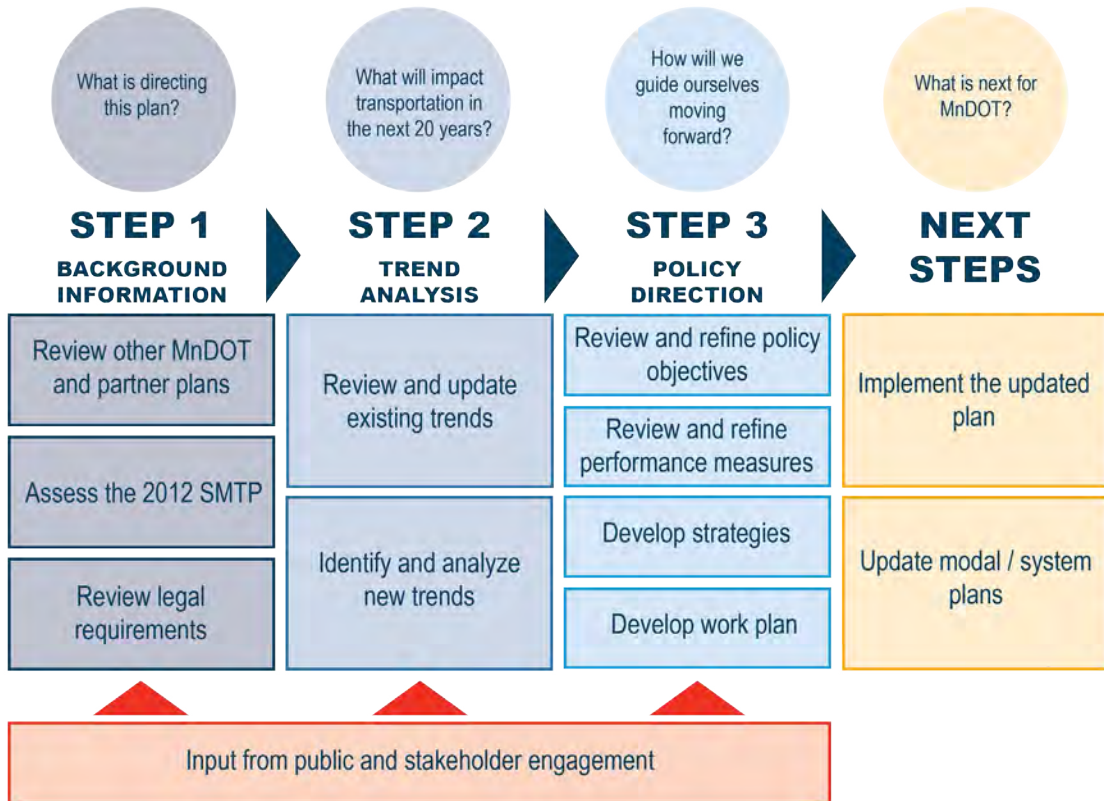 What is directing
this plan?
What will impact
transportation in
the next 20 years?
How will we
guide ourselves
moving
forward?
What is next for
MnDOT?
STEP 1
BACKGROUND
INFORMATION
STEP 2
TREND
ANALYSIS
STEP 3
POLICY
DIRECTION
NEXT
STEPS
Review other MnDOT
and partner plans
Assess the 2012 SMTP
Review legal
requirements
Review and update
existing trends
Identify and analyze
new trends
Review and refine policy
objectives
Review and refine
performance measures
Develop strategies
Develop work plan
Implement the updated
plan
Update modal / system
plans
Input from public and stakeholder engagement